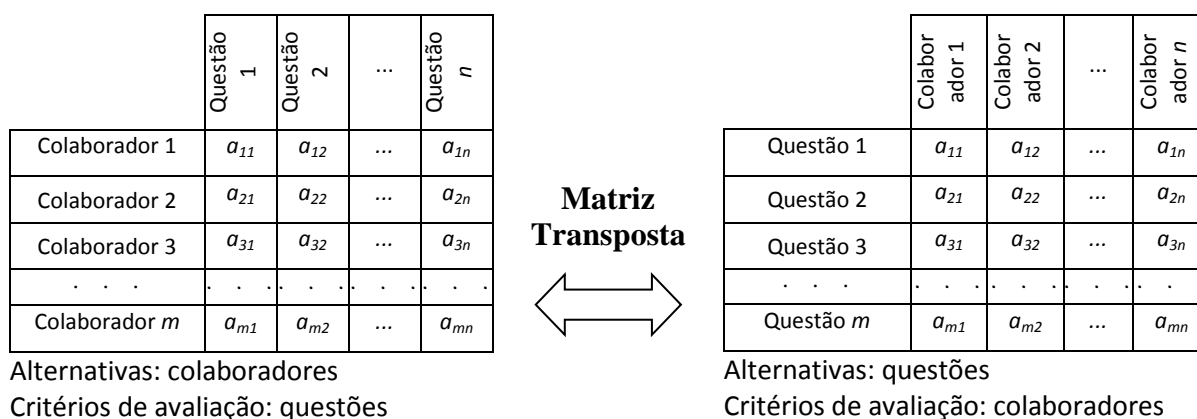 Questão 1
Questão 2
...
Questão n
Colaborador 1 a11 a12 ... a1n
Colaborador 2 a21 a22 ... a2n
Colaborador 3 a31 a32 ... a3n
. . . . . . . . . . . . . . .
Colaborador m am1 am2 ... amn
Alternativas: colaboradores
Critérios de avaliação: questões
Matriz
Transposta
Colabor
ador 1
Colabor
ador 2
...
Colabor
ador n
Questão 1 a11 a12 ... a1n
Questão 2 a21 a22 ... a2n
Questão 3 a31 a32 ... a3n
. . . . . . . . . . . . . .
Questão m am1 am2 ... amn
Alternativas: questões
Critérios de avaliação: colaboradores